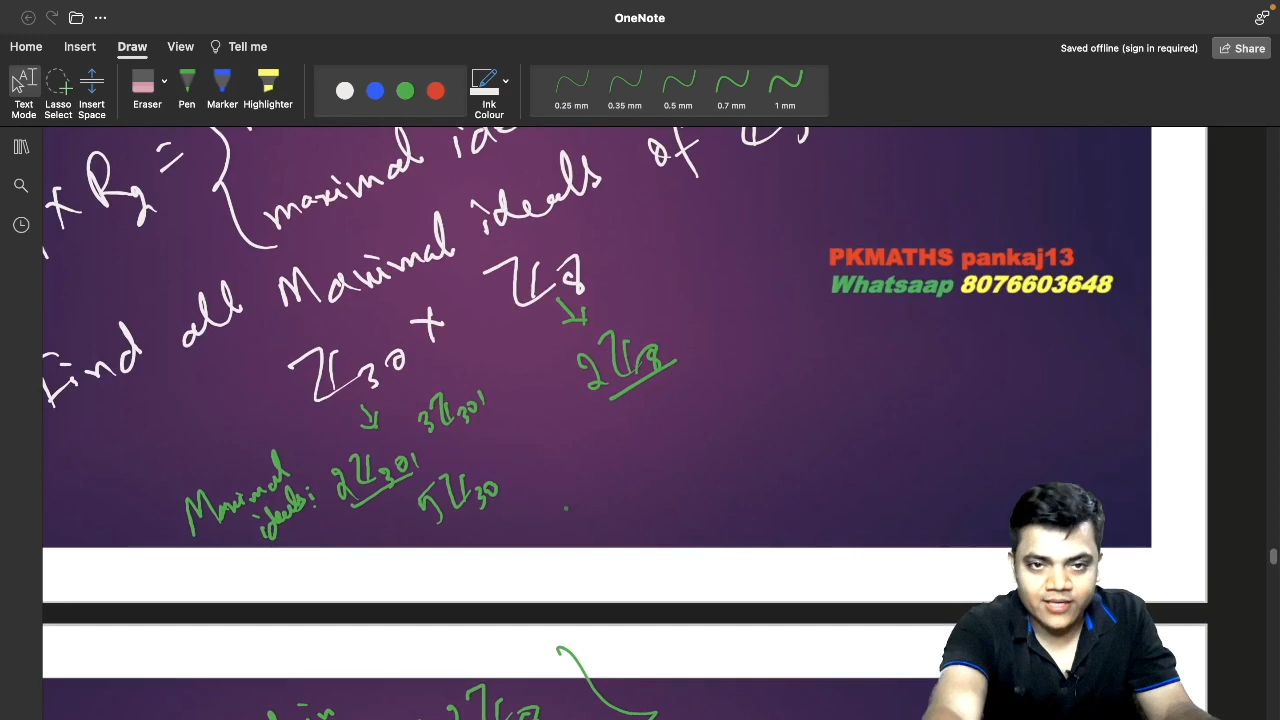 OneNote
Home Insert Draw View Tell me
Saved offline (sign in required) Share
Text Mode
Lasso Select
Insert Space
Eraser
Pen
Marker
Highlighter
Ink Colour
0.25 mm 0.35 mm 0.5 mm 0.7 mm 1 mm
× R₂ = {
maximal
Find all Maximal ideals of
ℤ₃₀ × ℤ₈
PKMATHS pankaj13
Whatsaap 8076603648
2ℤ₈
Maximal ideals: 2ℤ₃₀, 3ℤ₃₀,
5ℤ₃₀